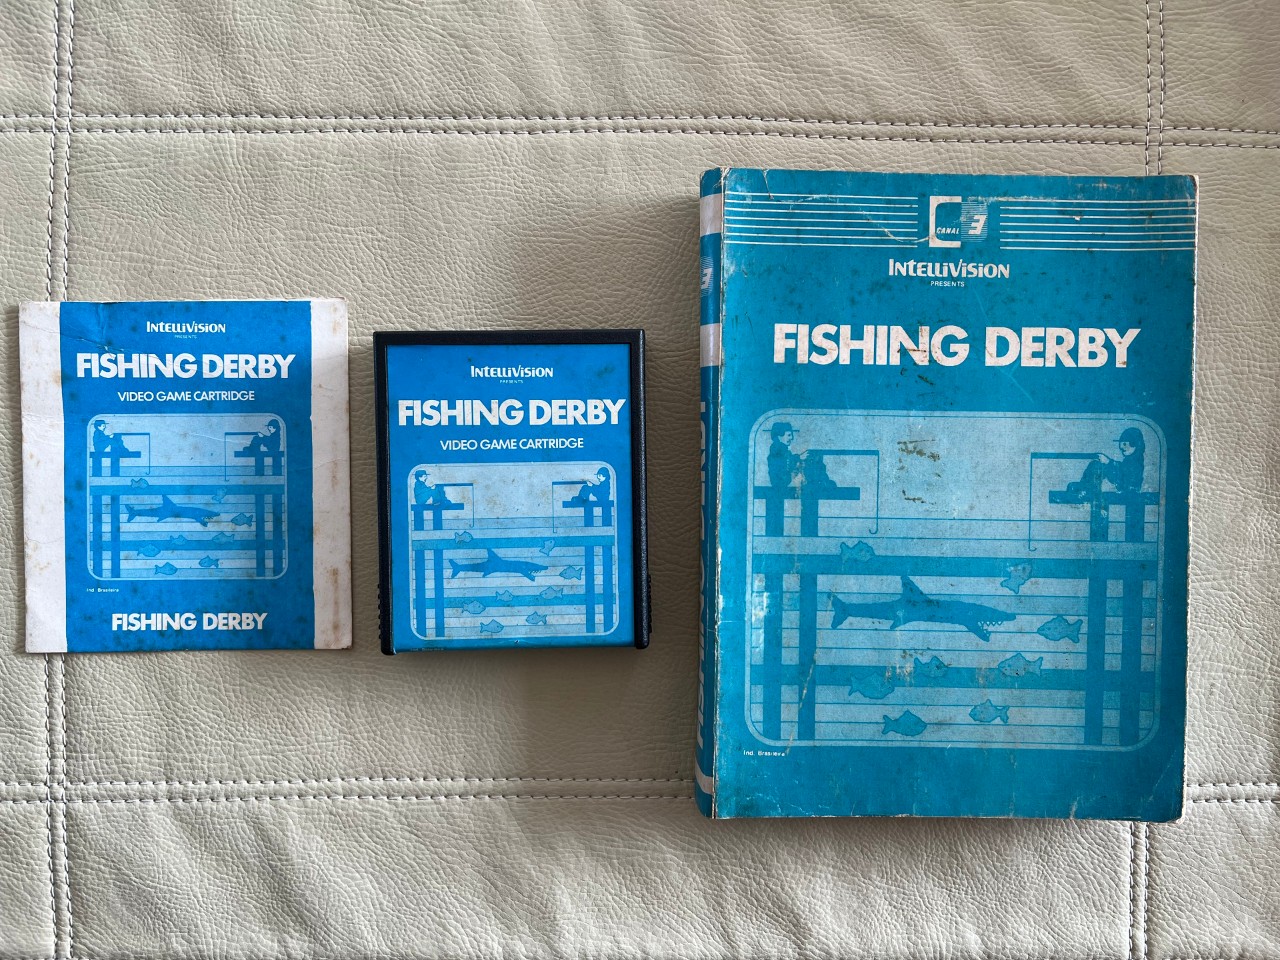 INTELLIVISION
PRESENTS
FISHING DERBY
VIDEO GAME CARTRIDGE
Ind. Brasileira
FISHING DERBY
INTELLIVISION
PRESENTS
FISHING DERBY
VIDEO GAME CARTRIDGE
CANAL 3
INTELLIVISION
PRESENTS
FISHING DERBY
Ind. Brasileira
3